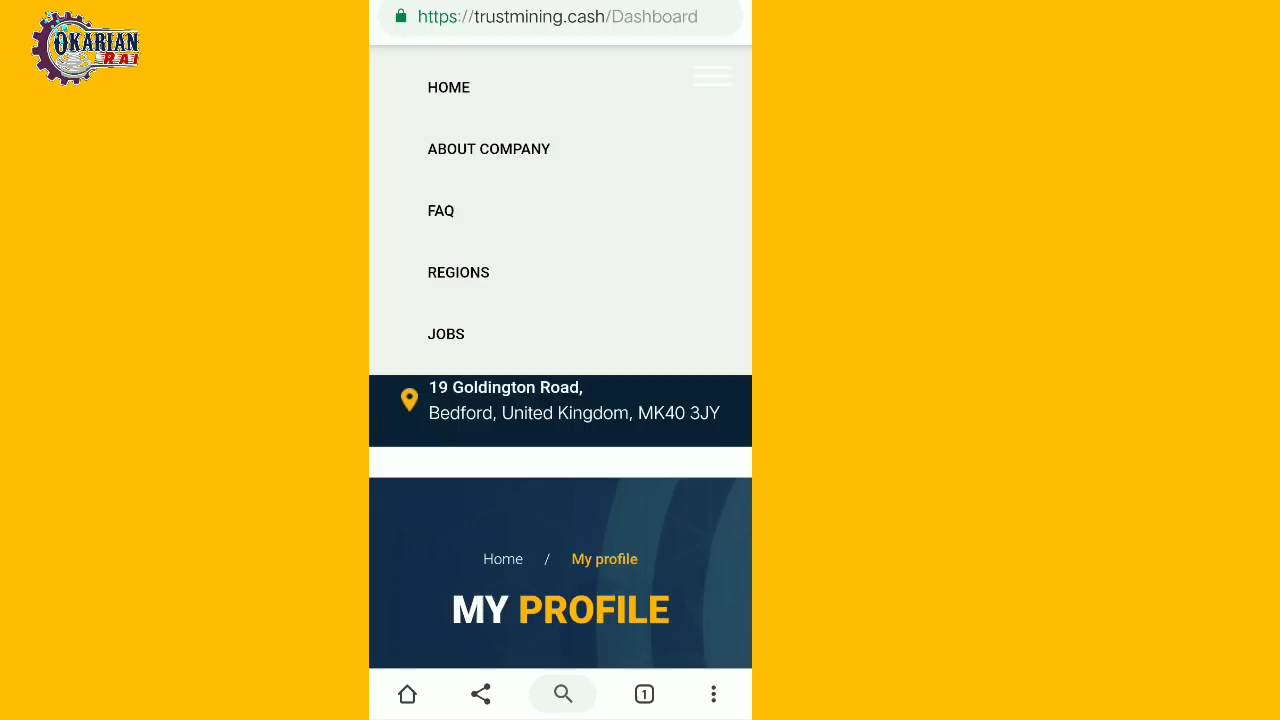 OKARIAN
RAI
https://trustmining.cash/Dashboard
HOME
ABOUT COMPANY
FAQ
REGIONS
JOBS
19 Goldington Road,
Bedford, United Kingdom, MK40 3JY
Home / My profile
MY PROFILE
1